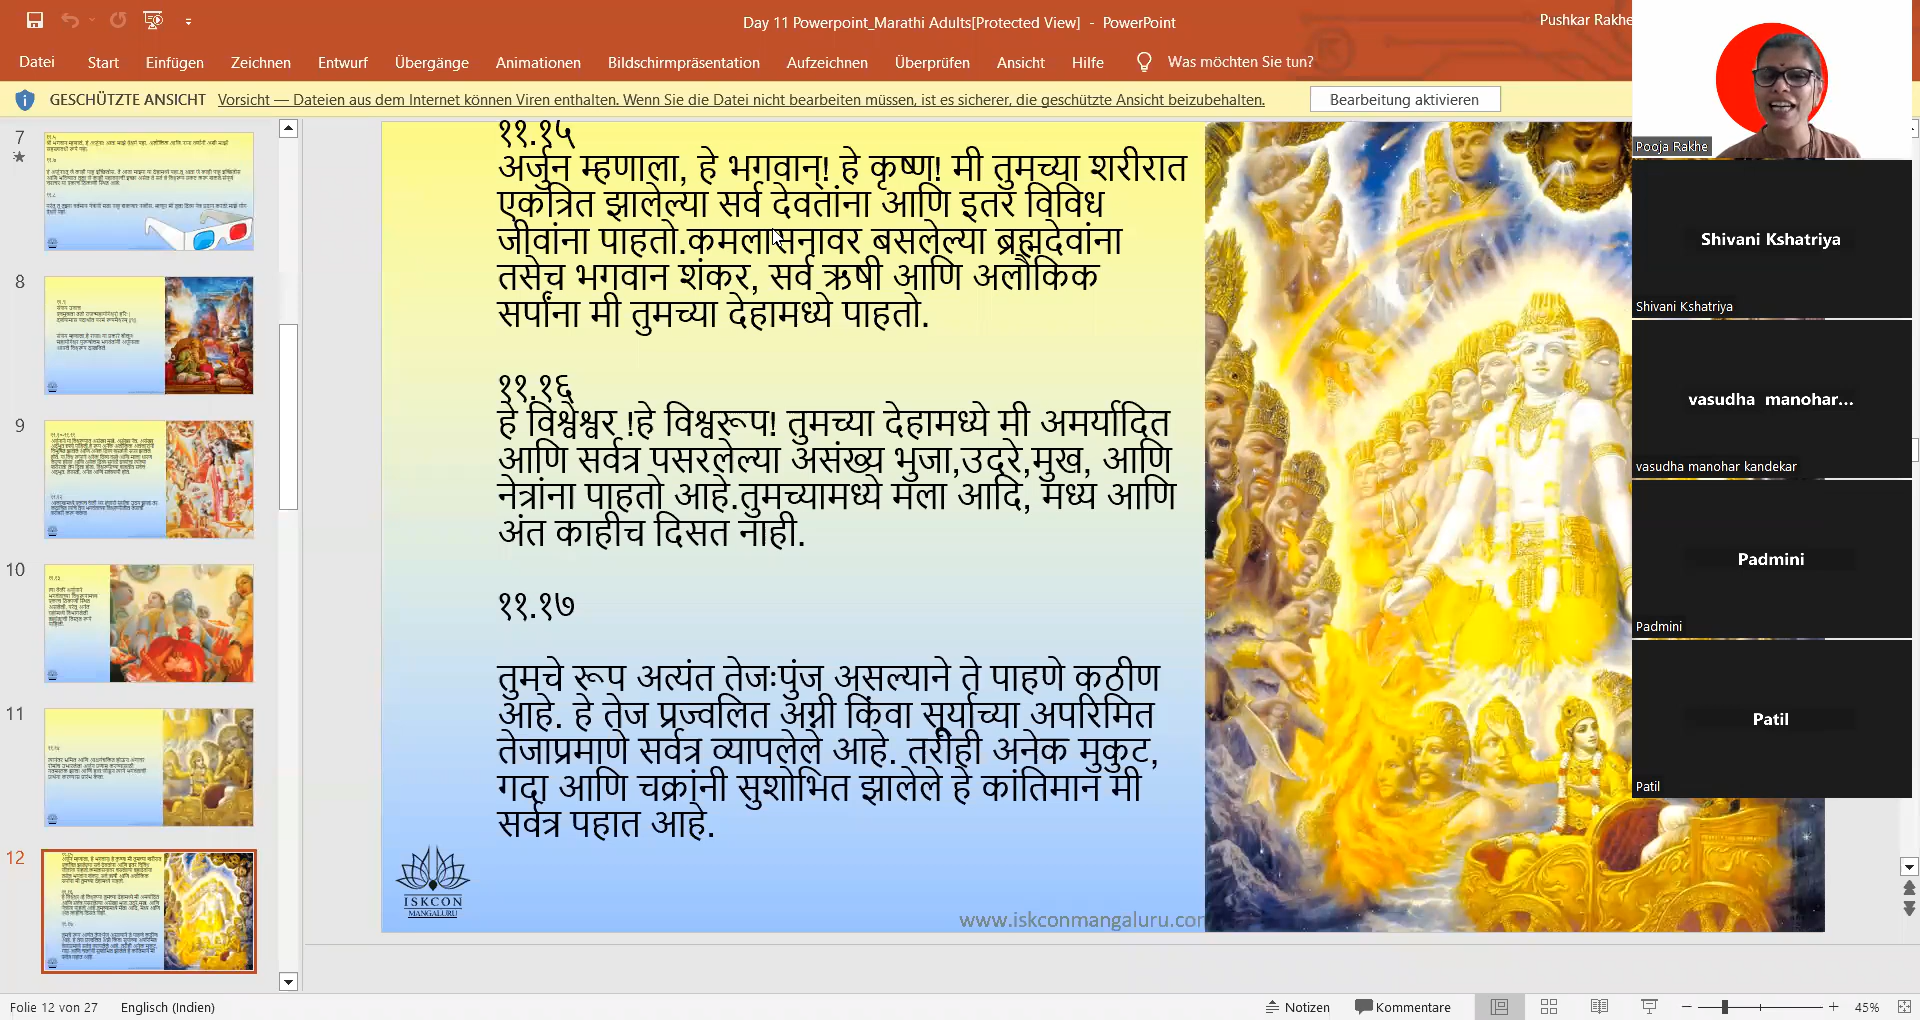 Day 11 Powerpoint_Marathi Adults[Protected View] - PowerPoint
Pushkar Rakhe
Datei Start Einfügen Zeichnen Entwurf Übergänge Animationen Bildschirmpräsentation Aufzeichnen Überprüfen Ansicht Hilfe Was möchten Sie tun?
GESCHÜTZTE ANSICHT Vorsicht — Dateien aus dem Internet können Viren enthalten. Wenn Sie die Datei nicht bearbeiten müssen, ist es sicherer, die geschützte Ansicht beizubehalten. Bearbeitung aktivieren
7
8
9
10
11
12
११.१५
अर्जुन म्हणाला, हे भगवान्! हे कृष्ण! मी तुमच्या शरीरात
एकत्रित झालेल्या सर्व देवतांना आणि इतर विविध
जीवांना पाहतो.कमलासनावर बसलेल्या ब्रह्मदेवांना
तसेच भगवान शंकर, सर्व ऋषी आणि अलौकिक
सर्पांना मी तुमच्या देहामध्ये पाहतो.
११.१६
हे विश्वेश्वर !हे विश्वरूप! तुमच्या देहामध्ये मी अमर्यादित
आणि सर्वत्र पसरलेल्या असंख्य भुजा,उदरे,मुख, आणि
नेत्रांना पाहतो आहे.तुमच्यामध्ये मला आदि, मध्य आणि
अंत काहीच दिसत नाही.
११.१७
तुमचे रूप अत्यंत तेजःपुंज असल्याने ते पाहणे कठीण
आहे. हे तेज प्रज्वलित अग्नी किंवा सूर्याच्या अपरिमित
तेजाप्रमाणे सर्वत्र व्यापलेले आहे. तरीही अनेक मुकुट,
गदा आणि चक्रांनी सुशोभित झालेले हे कांतिमान मी
सर्वत्र पहात आहे.
ISKCON
MANGALURU
www.iskconmangaluru.com
Pooja Rakhe
Shivani Kshatriya
Shivani Kshatriya
vasudha manohar...
vasudha manohar kandekar
Padmini
Padmini
Patil
Patil
Folie 12 von 27 Englisch (Indien) Notizen Kommentare 45%